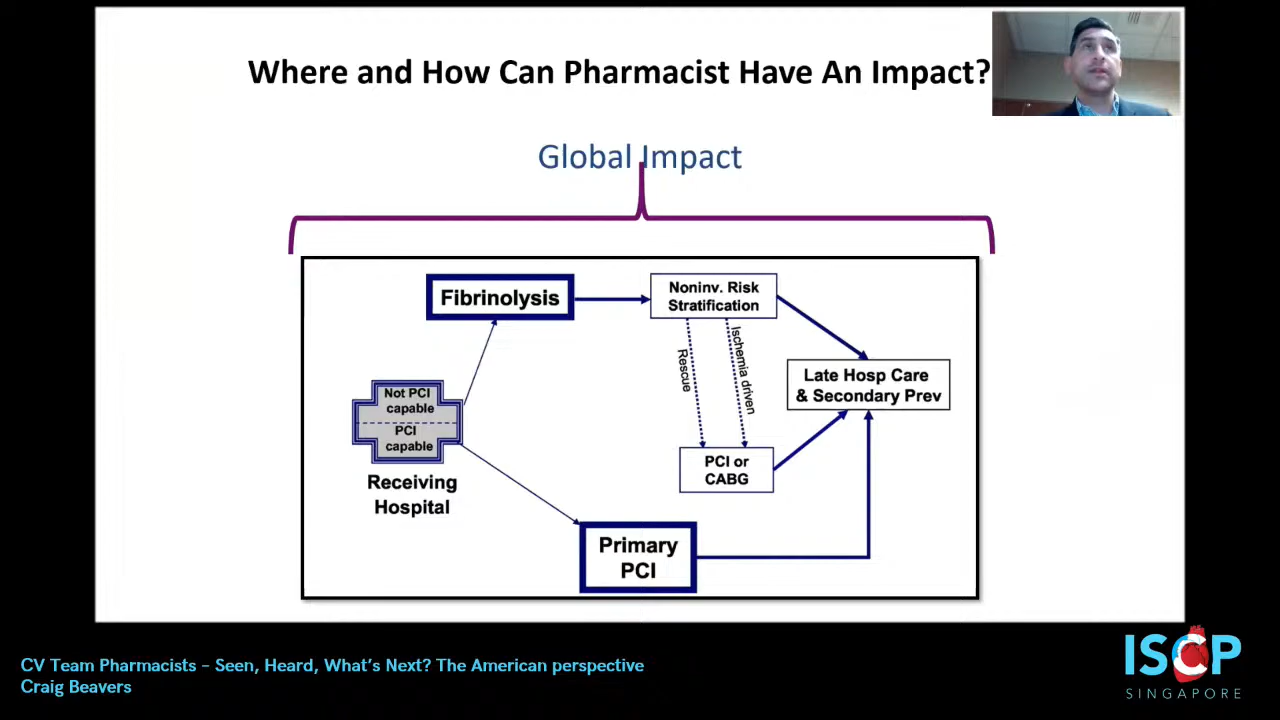 Where and How Can Pharmacist Have An Impact?
Global Impact
Fibrinolysis
Noninv. Risk
Stratification
Rescue
Ischemia driven
Late Hosp Care
& Secondary Prev
Not PCI
capable
PCI
capable
Receiving
Hospital
PCI or
CABG
Primary
PCI
CV Team Pharmacists – Seen, Heard, What's Next? The American perspective
Craig Beavers
ISCP
SINGAPORE